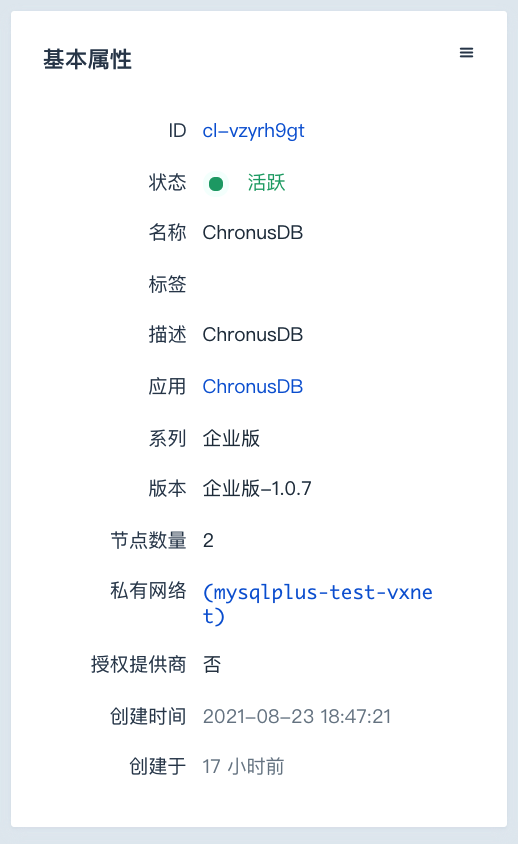 基本属性
ID cl-vzyrh9gt
状态 活跃
名称 ChronusDB
标签
描述 ChronusDB
应用 ChronusDB
系列 企业版
版本 企业版-1.0.7
节点数量 2
私有网络 (mysqlplus-test-vxne
t)
授权提供商 否
创建时间 2021-08-23 18:47:21
创建于 17 小时前